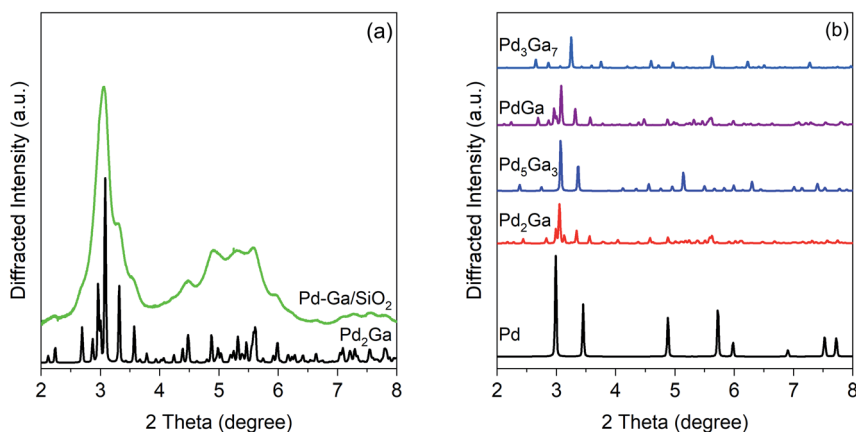 (a)
Diffracted Intensity (a.u.)
Pd-Ga/SiO₂
Pd₂Ga
2 3 4 5 6 7 8
2 Theta (degree)
(b)
Diffracted Intensity (a.u.)
Pd₃Ga₇
PdGa
Pd₅Ga₃
Pd₂Ga
Pd
2 3 4 5 6 7 8
2 Theta (degree)